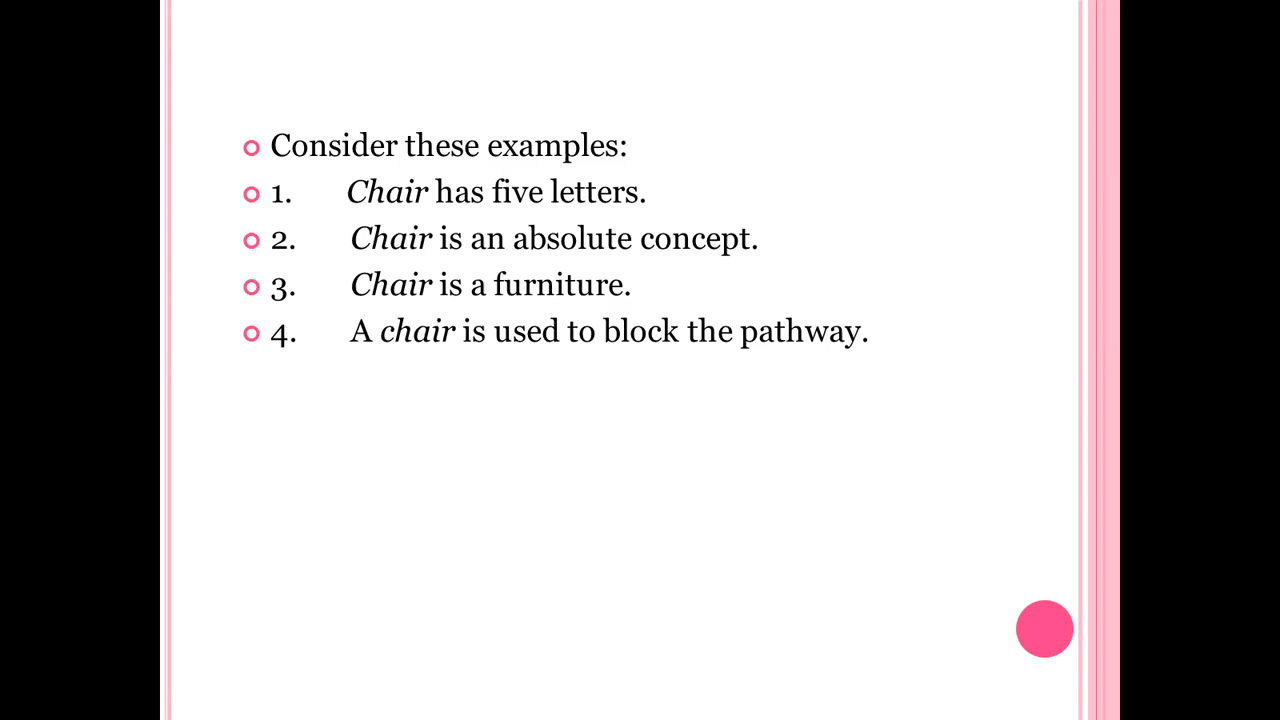 Consider these examples:
1. Chair has five letters.
2. Chair is an absolute concept.
3. Chair is a furniture.
4. A chair is used to block the pathway.